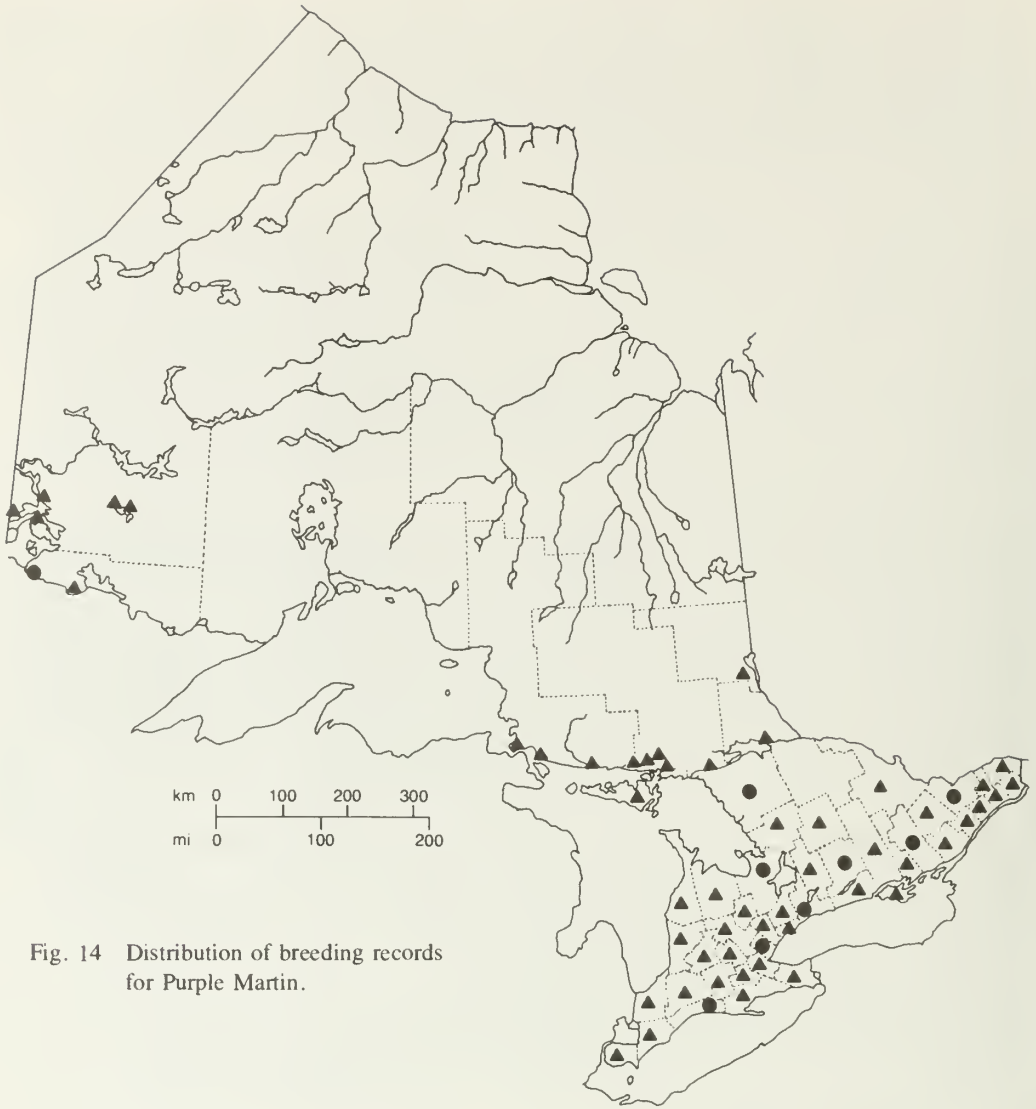 km 0 100 200 300
mi 0 100 200
Fig. 14 Distribution of breeding records
for Purple Martin.